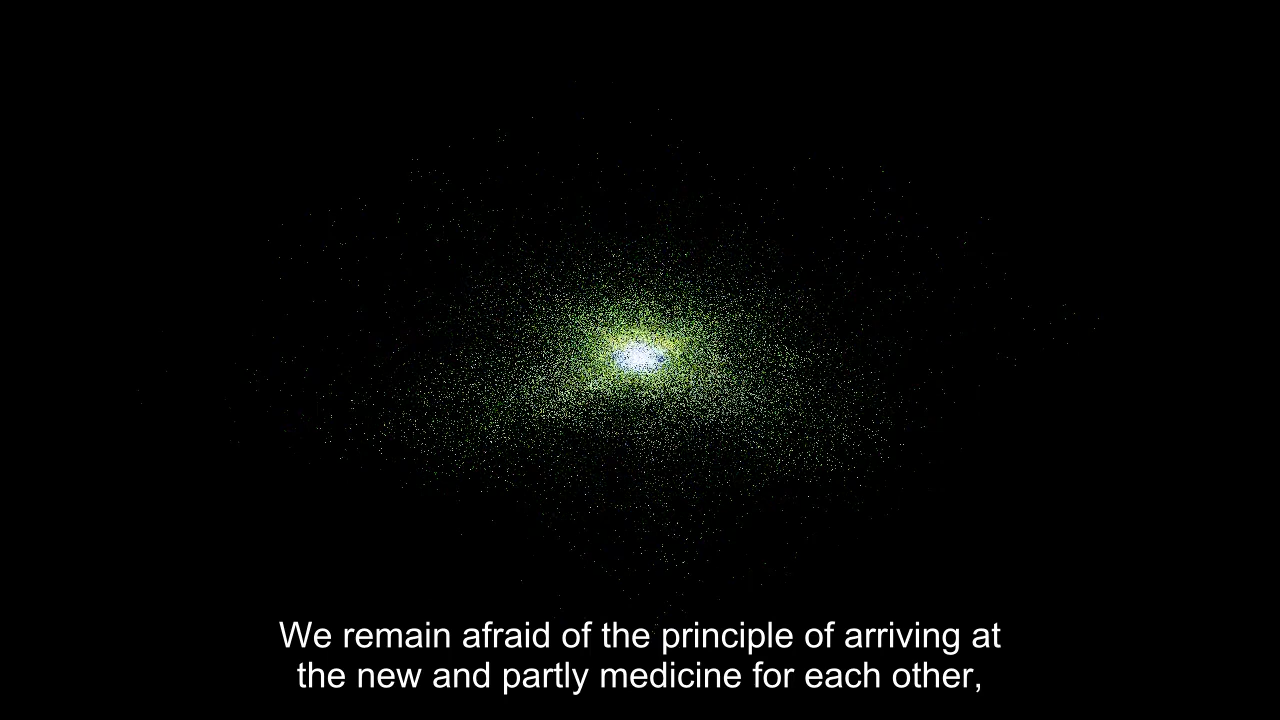 We remain afraid of the principle of arriving at
the new and partly medicine for each other,